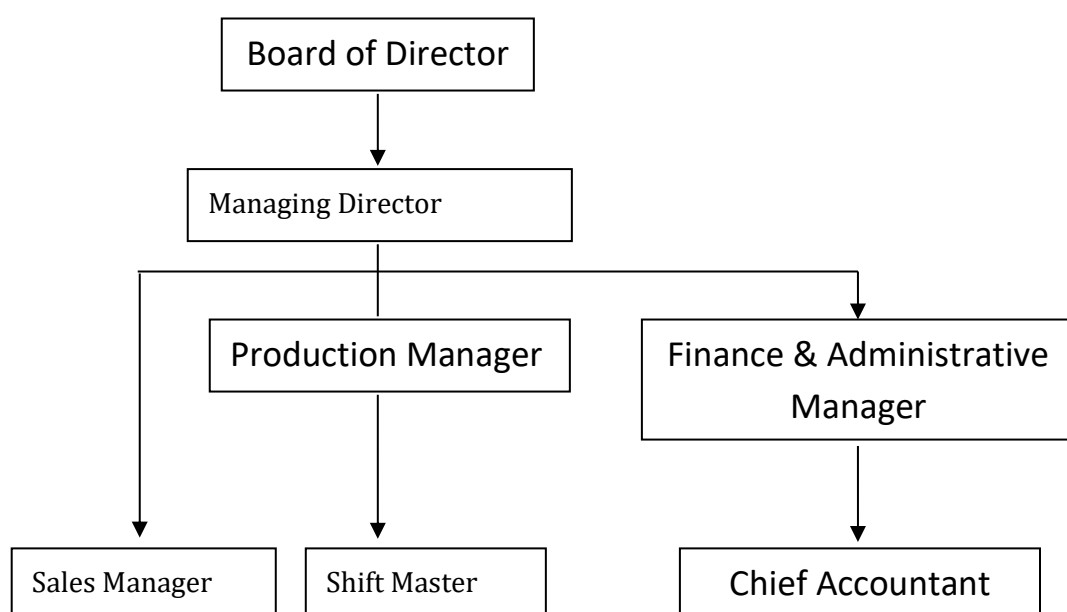 Board of Director
Managing Director
Production Manager
Finance & Administrative
Manager
Sales Manager
Shift Master
Chief Accountant